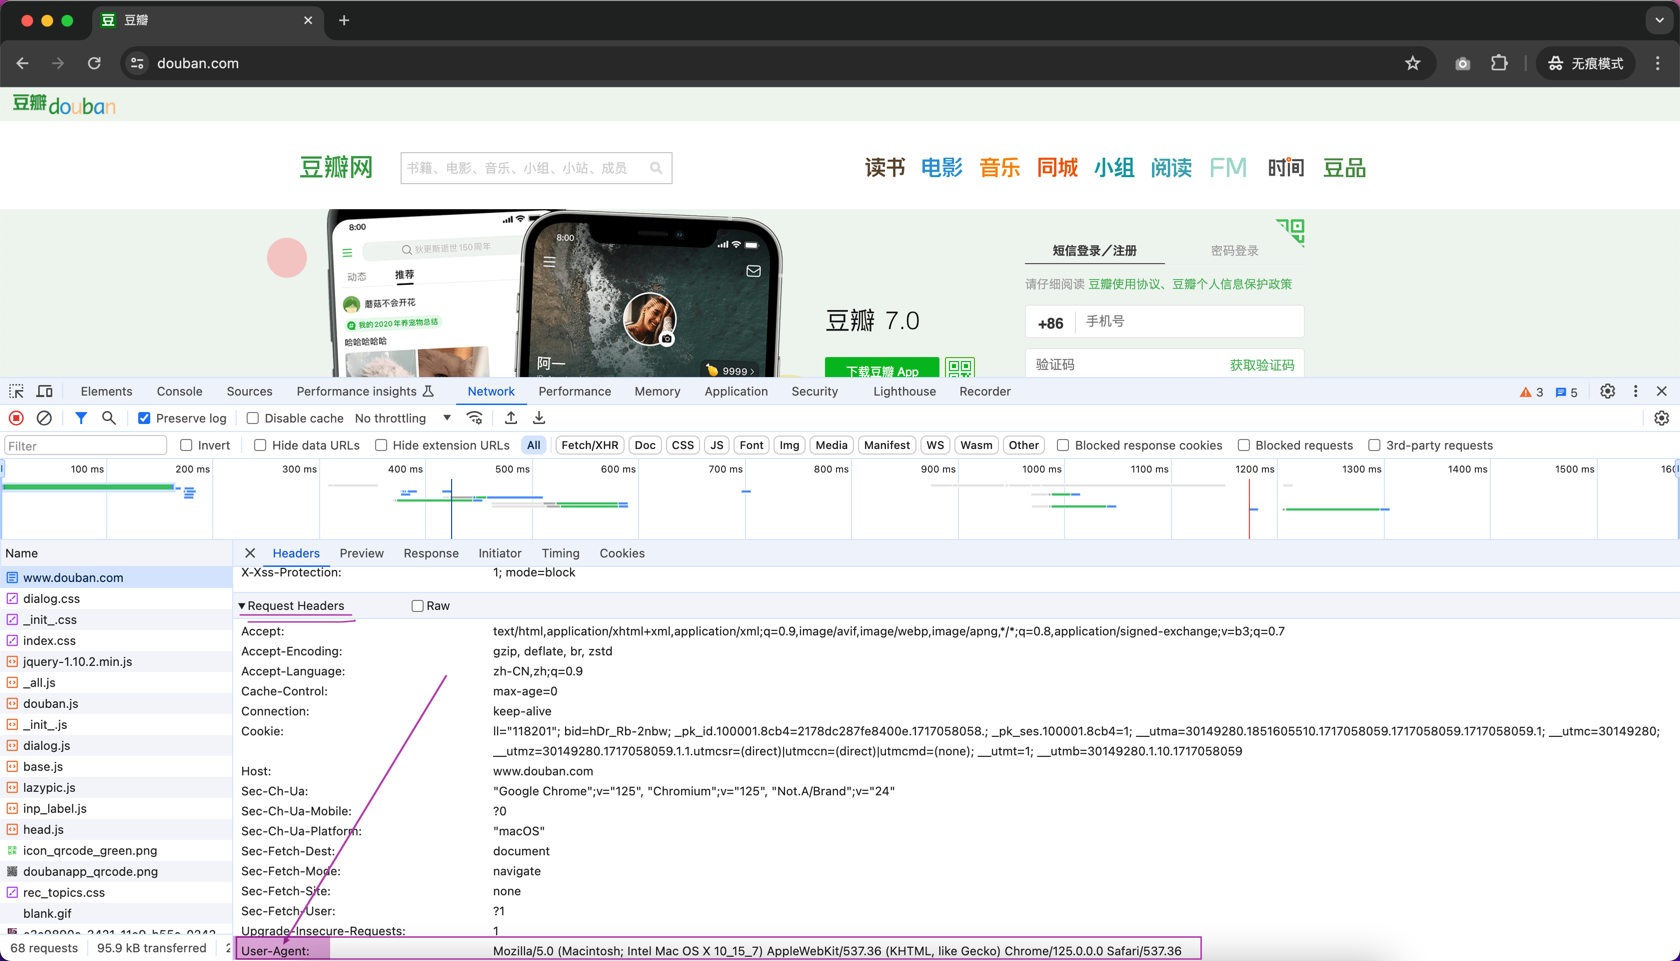 豆瓣
douban.com
无痕模式
豆瓣douban
豆瓣网
书籍、电影、音乐、小组、小站、成员
读书 电影 音乐 同城 小组 阅读 FM 时间 豆品
8:00
狄更斯逝世150周年
动态 推荐
蘑菇不会开花
我的2020年养宠物总结
哈哈哈哈哈
8:00
阿一
9999 >
豆瓣 7.0
下载豆瓣 App
短信登录／注册 密码登录
请仔细阅读 豆瓣使用协议、豆瓣个人信息保护政策
+86 手机号
验证码 获取验证码
Elements Console Sources Performance insights Network Performance Memory Application Security Lighthouse Recorder 3 5
Preserve log Disable cache No throttling
Filter Invert Hide data URLs Hide extension URLs All Fetch/XHR Doc CSS JS Font Img Media Manifest WS Wasm Other Blocked response cookies Blocked requests 3rd-party requests
100 ms 200 ms 300 ms 400 ms 500 ms 600 ms 700 ms 800 ms 900 ms 1000 ms 1100 ms 1200 ms 1300 ms 1400 ms 1500 ms
Name
www.douban.com
dialog.css
_init_.css
index.css
jquery-1.10.2.min.js
_all.js
douban.js
_init_.js
dialog.js
base.js
lazypic.js
inp_label.js
head.js
icon_qrcode_green.png
doubanapp_qrcode.png
rec_topics.css
blank.gif
68 requests 95.9 kB transferred
Headers Preview Response Initiator Timing Cookies
X-Xss-Protection: 1; mode=block
Request Headers Raw
Accept: text/html,application/xhtml+xml,application/xml;q=0.9,image/avif,image/webp,image/apng,*/*;q=0.8,application/signed-exchange;v=b3;q=0.7
Accept-Encoding: gzip, deflate, br, zstd
Accept-Language: zh-CN,zh;q=0.9
Cache-Control: max-age=0
Connection: keep-alive
Cookie: ll="118201"; bid=hDr_Rb-2nbw; _pk_id.100001.8cb4=2178dc287fe8400e.1717058058.; _pk_ses.100001.8cb4=1; __utma=30149280.1851605510.1717058059.1717058059.1717058059.1; __utmc=30149280;
__utmz=30149280.1717058059.1.1.utmcsr=(direct)|utmccn=(direct)|utmcmd=(none); __utmt=1; __utmb=30149280.1.10.1717058059
Host: www.douban.com
Sec-Ch-Ua: "Google Chrome";v="125", "Chromium";v="125", "Not.A/Brand";v="24"
Sec-Ch-Ua-Mobile: ?0
Sec-Ch-Ua-Platform: "macOS"
Sec-Fetch-Dest: document
Sec-Fetch-Mode: navigate
Sec-Fetch-Site: none
Sec-Fetch-User: ?1
Upgrade-Insecure-Requests: 1
User-Agent: Mozilla/5.0 (Macintosh; Intel Mac OS X 10_15_7) AppleWebKit/537.36 (KHTML, like Gecko) Chrome/125.0.0.0 Safari/537.36